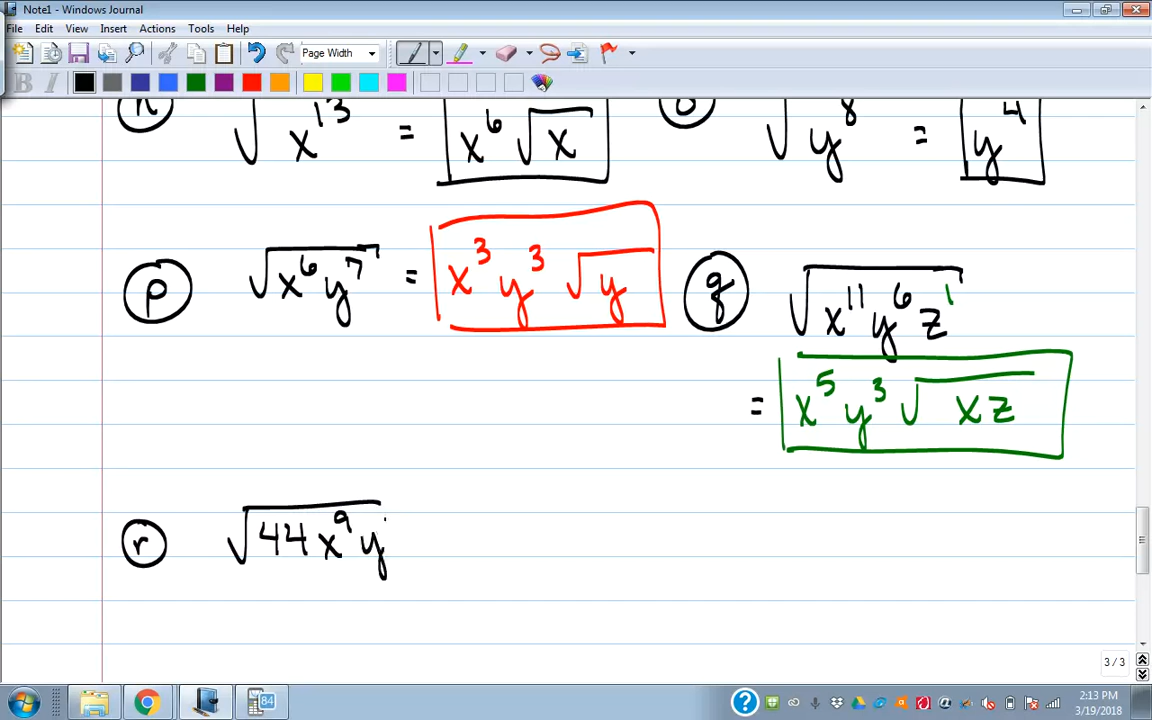 Note1 - Windows Journal
File Edit View Insert Actions Tools Help
Page Width
B I
n √x¹³ = x⁶√x o √y⁸ = y⁴
p √x⁶y⁷ = x³y³√y q √x¹¹y⁶z¹
= x⁵y³√xz
r √44x⁹y
3 / 3
84
2:13 PM
3/19/2018